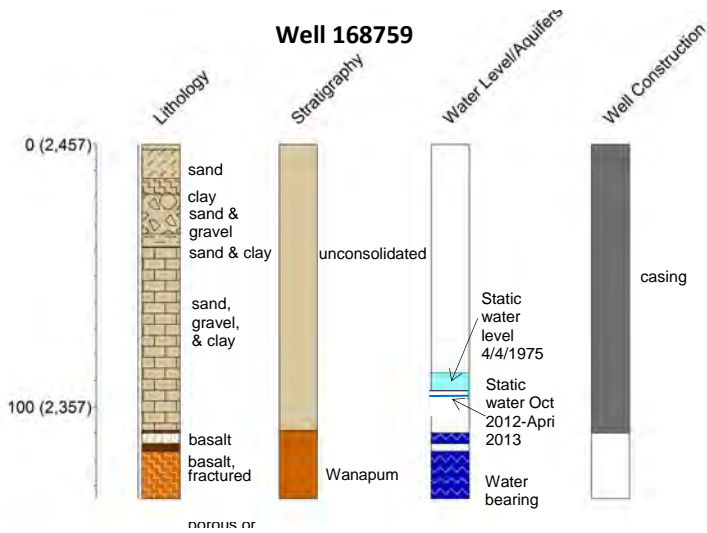 Well 168759
Lithology
Stratigraphy
Water Level/Aquifers
Well Construction
0 (2,457)
sand
clay
sand &
gravel
sand & clay
sand,
gravel,
& clay
100 (2,357)
basalt
basalt,
fractured
porous or
unconsolidated
Wanapum
Static
water
level
4/4/1975
Static
water Oct
2012-Apri
2013
Water
bearing
casing